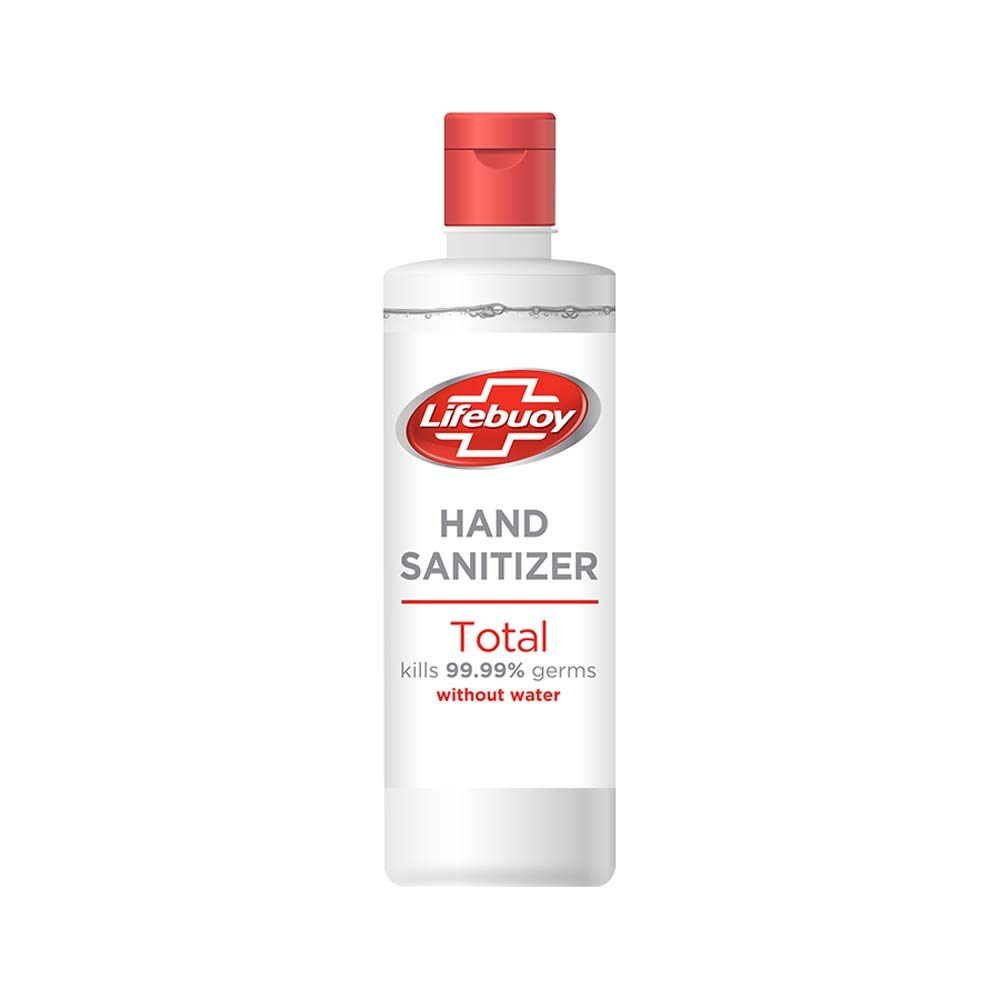 Lifebuoy
HAND
SANITIZER
Total
kills 99.99% germs
without water